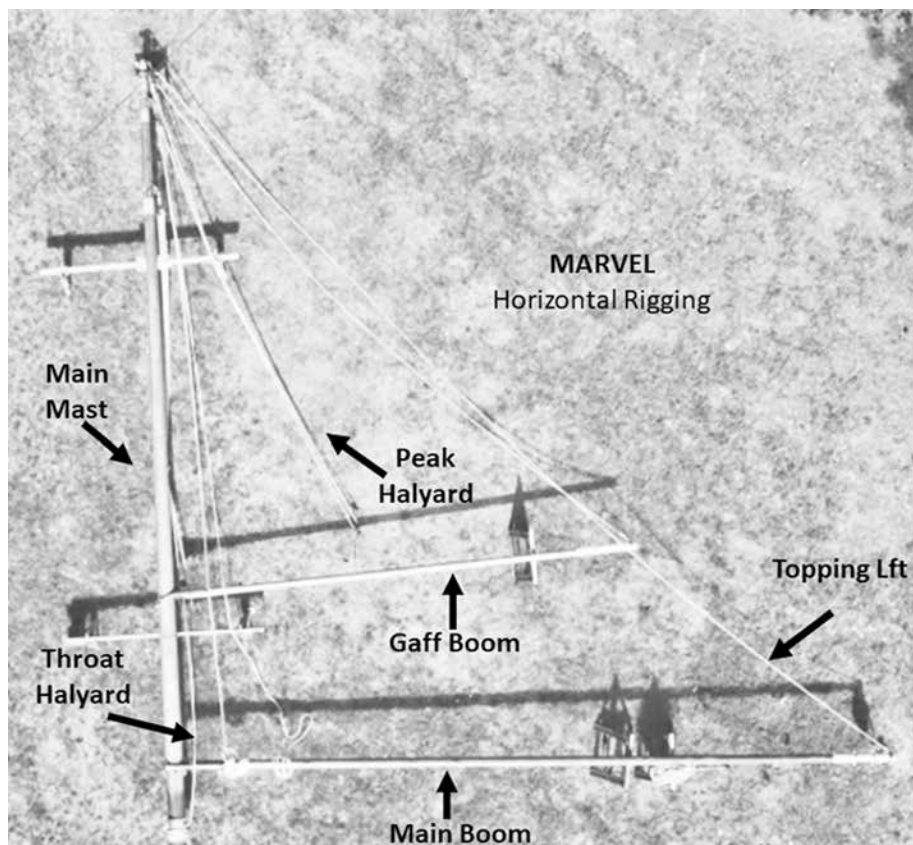 MARVEL
Horizontal Rigging
Main
Mast
Peak
Halyard
Topping Lft
Gaff Boom
Throat
Halyard
Main Boom